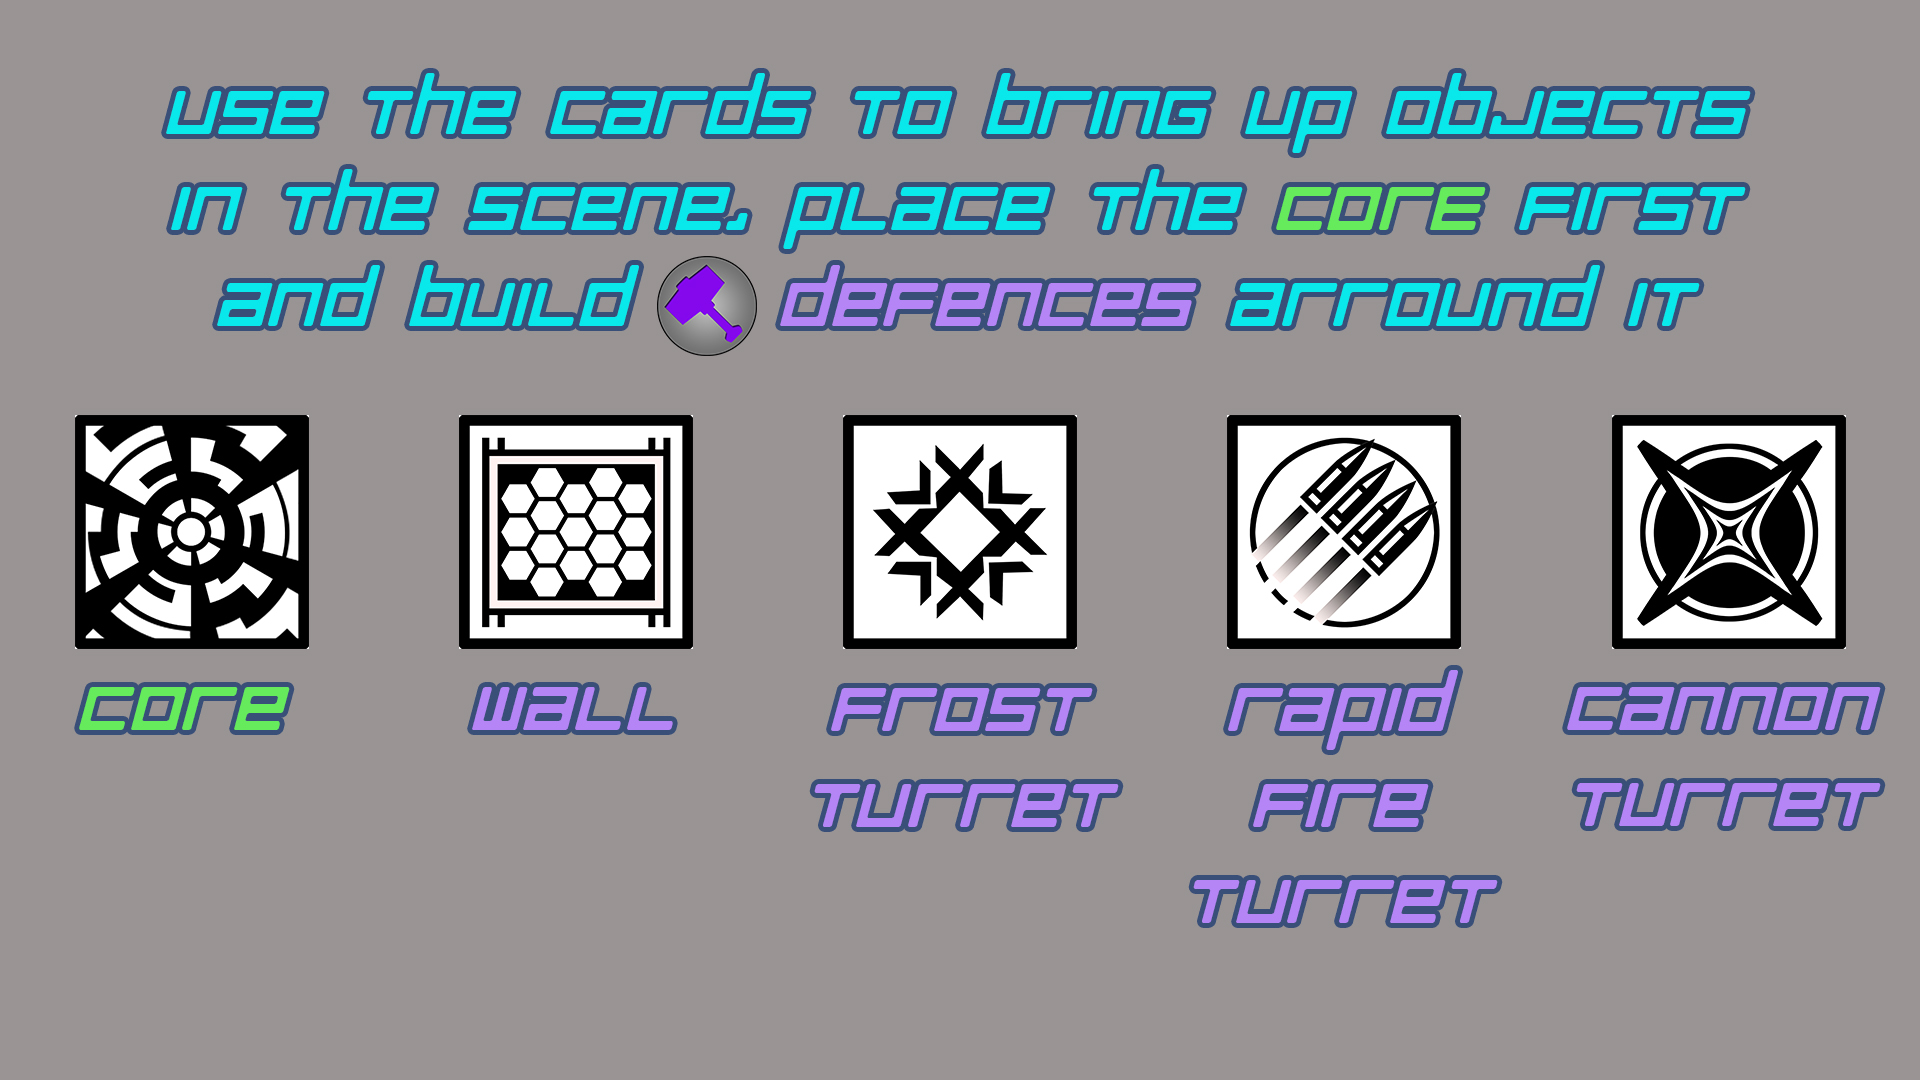 use the cards to bring up objects
in the scene, place the core first
and build defences arround it
core
wall
frost
turret
rapid
fire
turret
cannon
turret